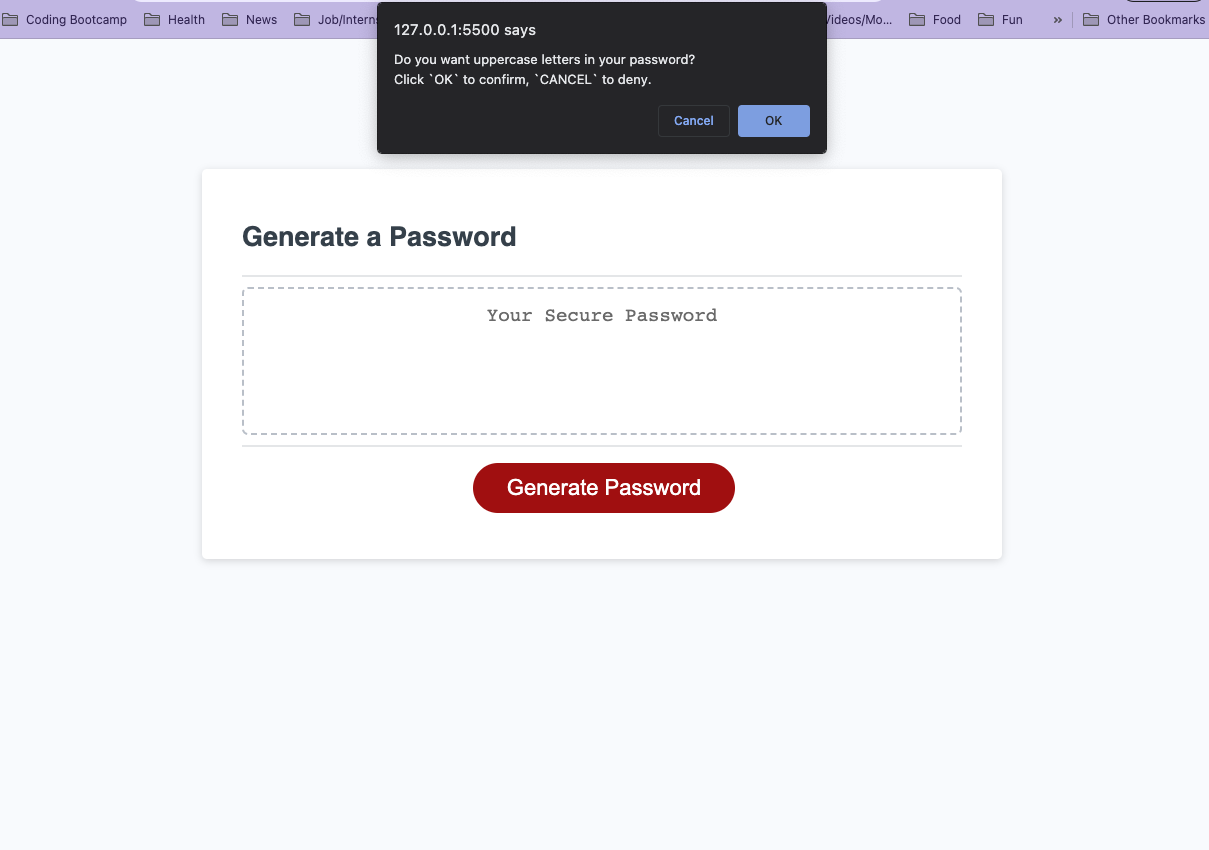 Coding Bootcamp Health News Job/Interns /ideos/Mo... Food Fun » Other Bookmarks
127.0.0.1:5500 says
Do you want uppercase letters in your password?
Click `OK` to confirm, `CANCEL` to deny.
Cancel OK
Generate a Password
Your Secure Password
Generate Password